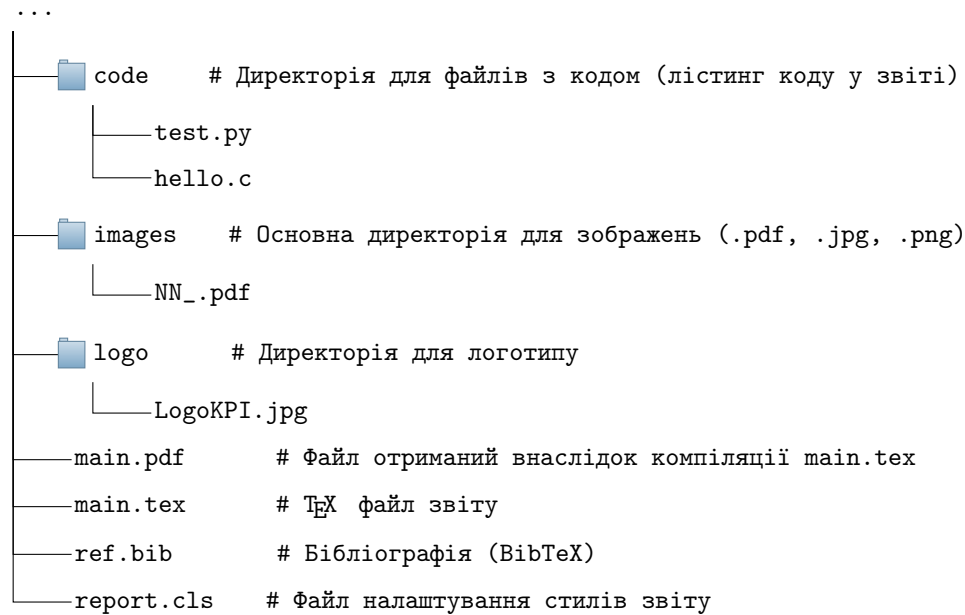 ...
code # Директорія для файлів з кодом (лістинг коду у звіті)
test.py
hello.c
images # Основна директорія для зображень (.pdf, .jpg, .png)
NN_.pdf
logo # Директорія для логотипу
LogoKPI.jpg
main.pdf # Файл отриманий внаслідок компіляції main.tex
main.tex # TEX файл звіту
ref.bib # Бібліографія (BibTeX)
report.cls # Файл налаштування стилів звіту